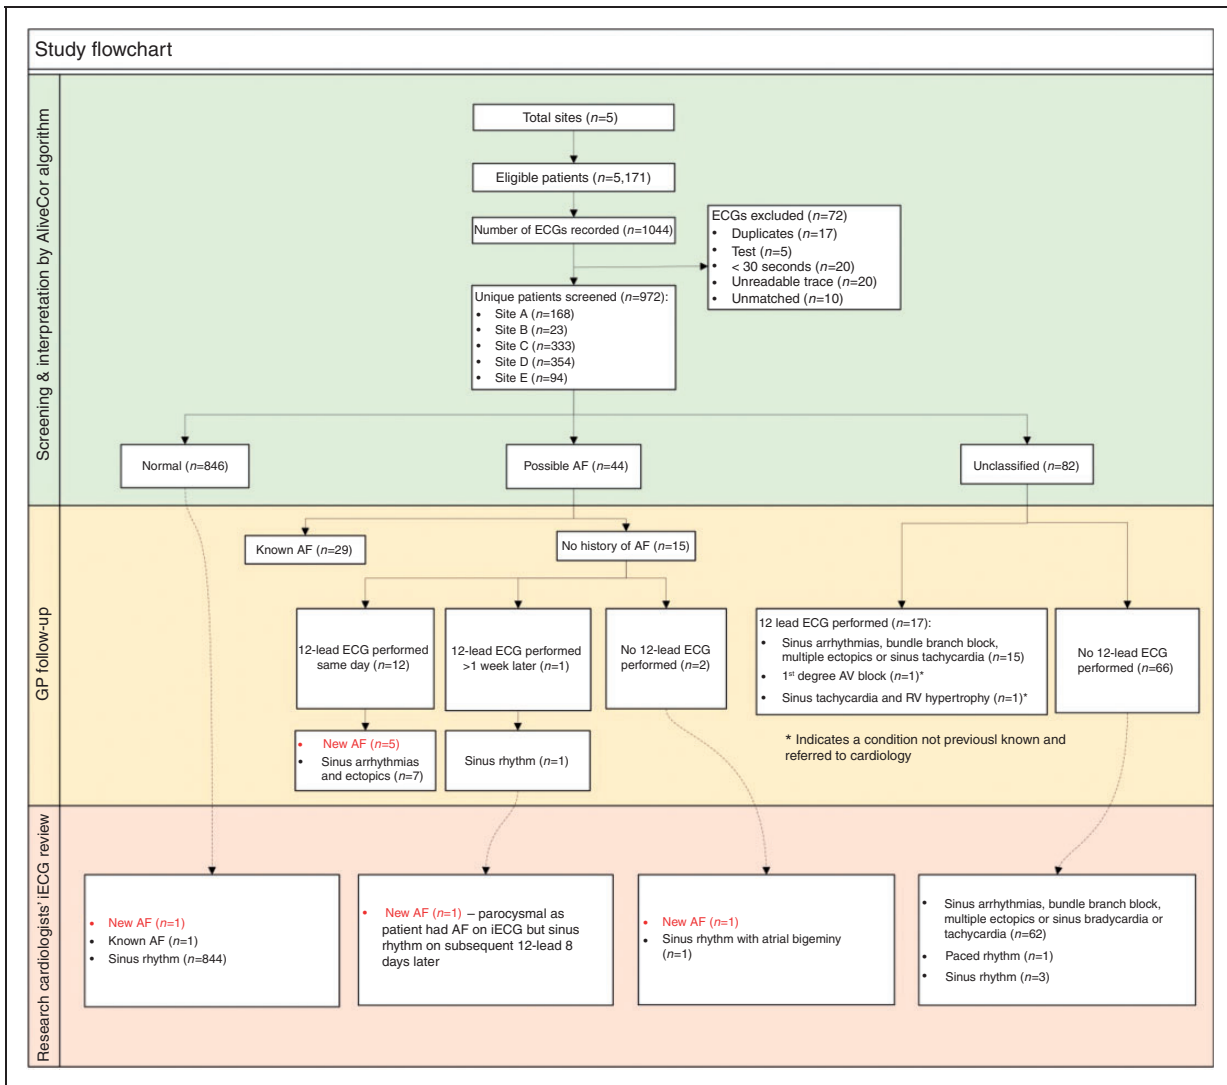 Study flowchart
Screening & interpretation by AliveCor algorithm
Total sites (n=5)
Eligible patients (n=5,171)
Number of ECGs recorded (n=1044)
ECGs excluded (n=72)
• Duplicates (n=17)
• Test (n=5)
• < 30 seconds (n=20)
• Unreadable trace (n=20)
• Unmatched (n=10)
Unique patients screened (n=972):
• Site A (n=168)
• Site B (n=23)
• Site C (n=333)
• Site D (n=354)
• Site E (n=94)
Normal (n=846)
Possible AF (n=44)
Unclassified (n=82)
GP follow-up
Known AF (n=29)
No history of AF (n=15)
12-lead ECG performed
same day (n=12)
12-lead ECG performed
>1 week later (n=1)
No 12-lead ECG
performed (n=2)
12 lead ECG performed (n=17):
• Sinus arrhythmias, bundle branch block,
multiple ectopics or sinus tachycardia (n=15)
• 1st degree AV block (n=1)*
• Sinus tachycardia and RV hypertrophy (n=1)*
No 12-lead ECG
performed (n=66)
• New AF (n=5)
• Sinus arrhythmias
and ectopics (n=7)
Sinus rhythm (n=1)
* Indicates a condition not previousl known and
referred to cardiology
Research cardiologists' iECG review
• New AF (n=1)
• Known AF (n=1)
• Sinus rhythm (n=844)
• New AF (n=1) – parocysmal as
patient had AF on iECG but sinus
rhythm on subsequent 12-lead 8
days later
• New AF (n=1)
• Sinus rhythm with atrial bigeminy
(n=1)
• Sinus arrhythmias, bundle branch block,
multiple ectopics or sinus bradycardia or
tachycardia (n=62)
• Paced rhythm (n=1)
• Sinus rhythm (n=3)